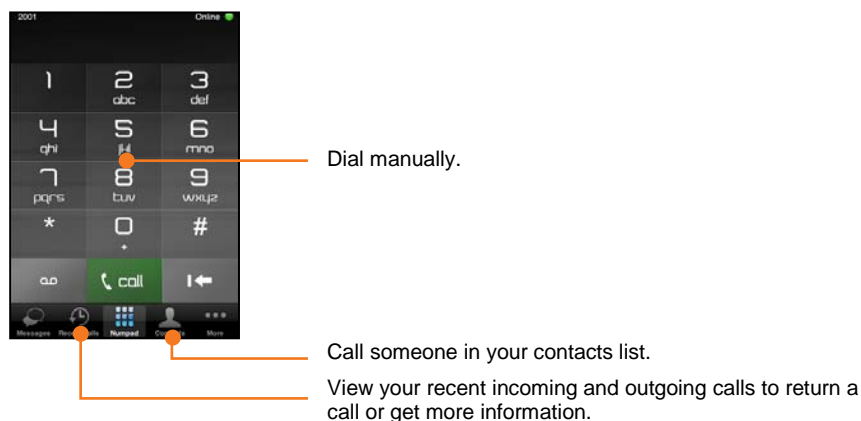 2001 Online
1 2 3
abc def
4 5 6
ghi jkl mno
Dial manually.
7 8 9
pqrs tuv wxyz
* 0 #
+
call
Messages Numpad More
Call someone in your contacts list.
View your recent incoming and outgoing calls to return a
call or get more information.